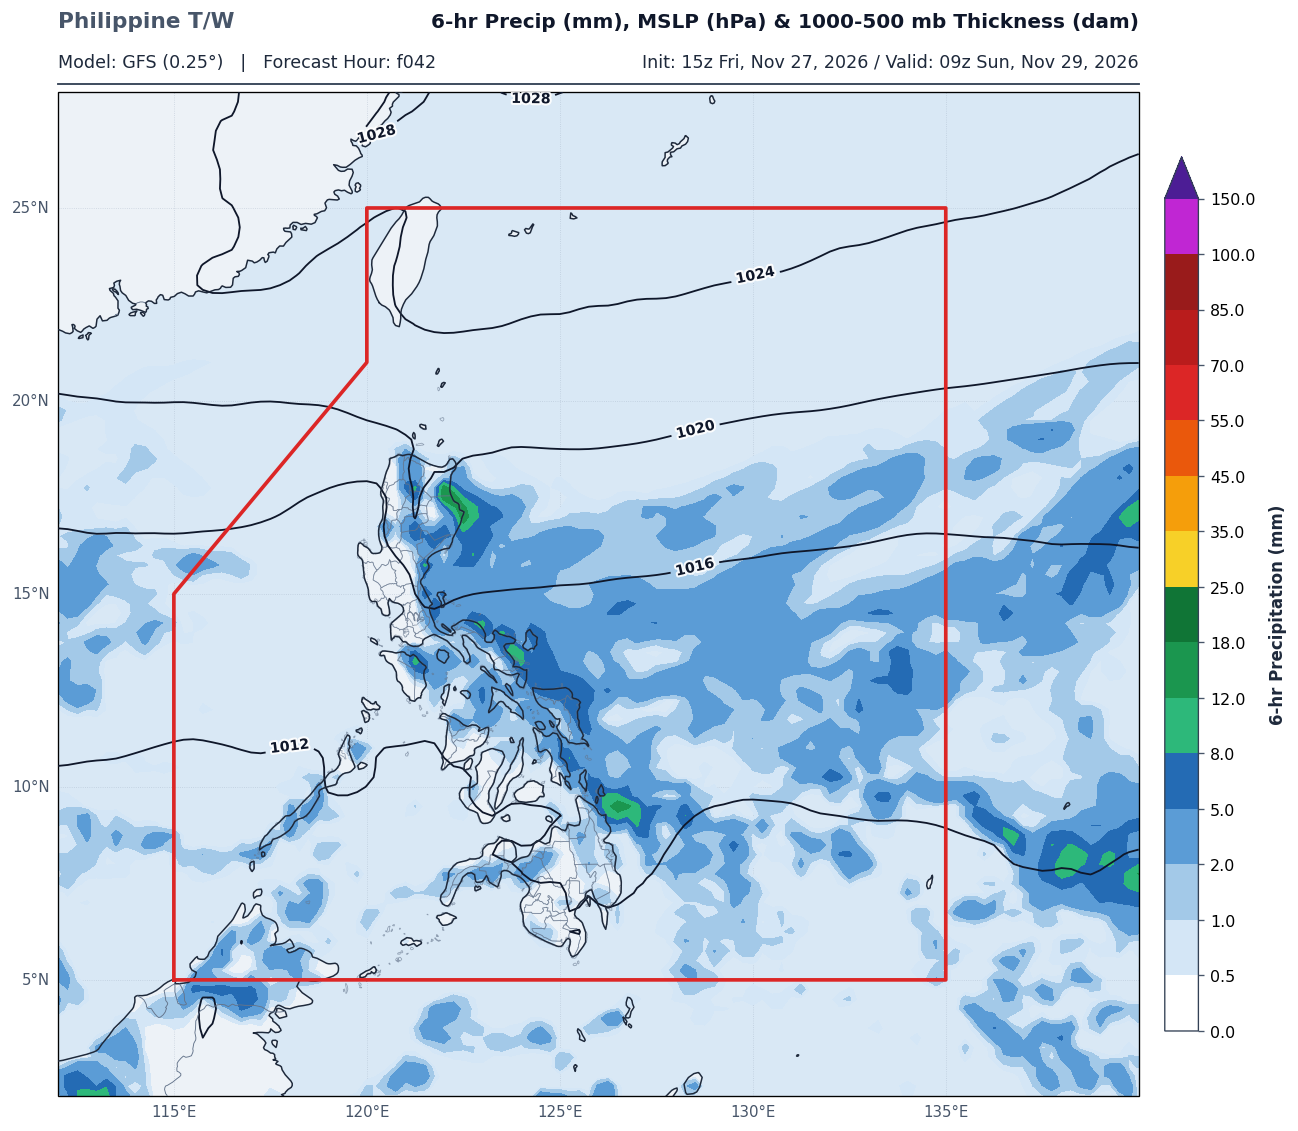 Philippine T/W
6-hr Precip (mm), MSLP (hPa) & 1000-500 mb Thickness (dam)
Model: GFS (0.25°) | Forecast Hour: f042
Init: 15z Fri, Nov 27, 2026 / Valid: 09z Sun, Nov 29, 2026
1028
1028
1024
1020
1016
1012
25°N
20°N
15°N
10°N
5°N
115°E
120°E
125°E
130°E
135°E
150.0
100.0
85.0
70.0
55.0
45.0
35.0
25.0
18.0
12.0
8.0
5.0
2.0
1.0
0.5
0.0
6-hr Precipitation (mm)